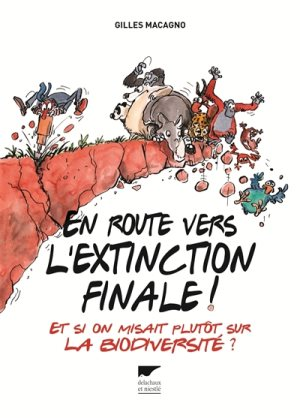 GILLES MACAGNO
EN ROUTE VERS
L'EXTINCTION
FINALE !
ET SI ON MISAIT PLUTÔT SUR
LA BIODIVERSITÉ ?
delachaux
et niestlé